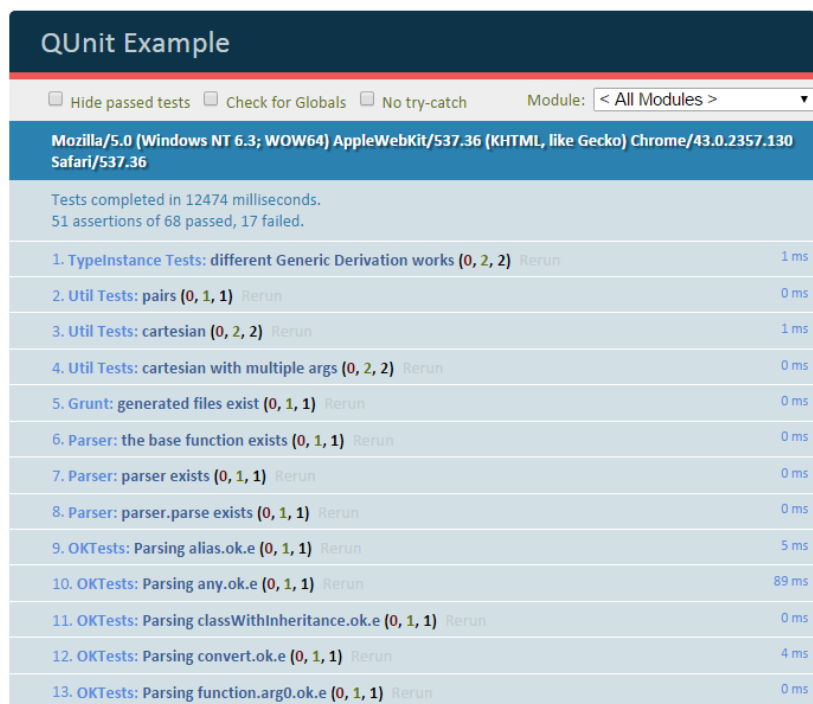 QUnit Example
Hide passed tests Check for Globals No try-catch Module: < All Modules >
Mozilla/5.0 (Windows NT 6.3; WOW64) AppleWebKit/537.36 (KHTML, like Gecko) Chrome/43.0.2357.130
Safari/537.36
Tests completed in 12474 milliseconds.
51 assertions of 68 passed, 17 failed.
1. TypeInstance Tests: different Generic Derivation works (0, 2, 2) Rerun 1 ms
2. Util Tests: pairs (0, 1, 1) Rerun 0 ms
3. Util Tests: cartesian (0, 2, 2) Rerun 1 ms
4. Util Tests: cartesian with multiple args (0, 2, 2) Rerun 0 ms
5. Grunt: generated files exist (0, 1, 1) Rerun 0 ms
6. Parser: the base function exists (0, 1, 1) Rerun 0 ms
7. Parser: parser exists (0, 1, 1) Rerun 0 ms
8. Parser: parser.parse exists (0, 1, 1) Rerun 0 ms
9. OKTests: Parsing alias.ok.e (0, 1, 1) Rerun 5 ms
10. OKTests: Parsing any.ok.e (0, 1, 1) Rerun 89 ms
11. OKTests: Parsing classWithInheritance.ok.e (0, 1, 1) Rerun 0 ms
12. OKTests: Parsing convert.ok.e (0, 1, 1) Rerun 4 ms
13. OKTests: Parsing function.arg0.ok.e (0, 1, 1) Rerun 0 ms